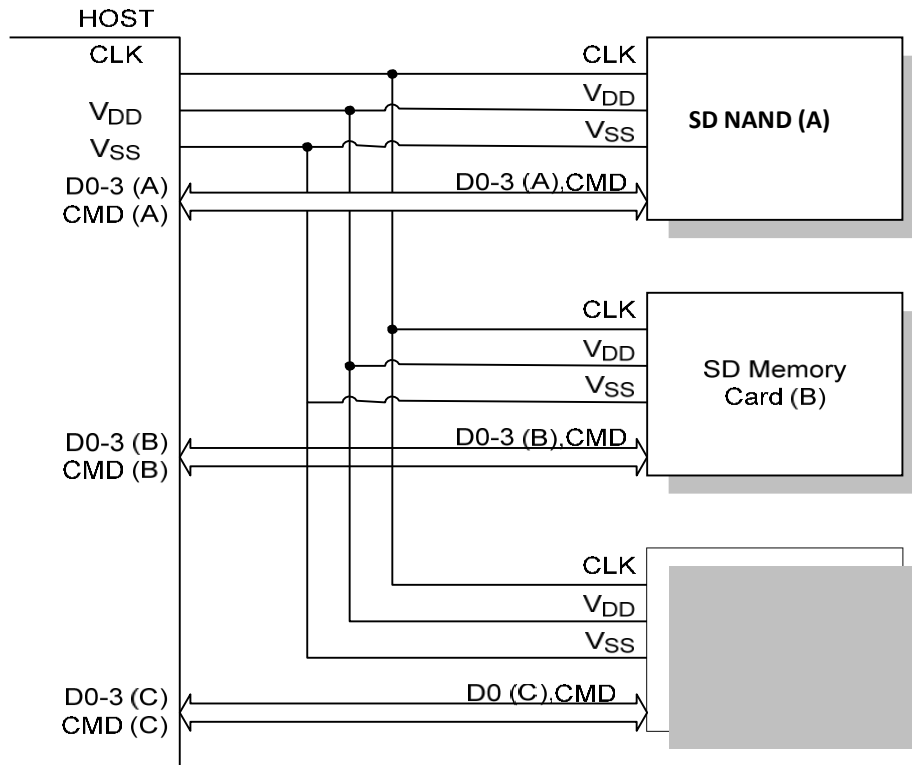 HOST
CLK
VDD
VSS
D0-3 (A)
CMD (A)
CLK
VDD
VSS
D0-3 (A),CMD
SD NAND (A)
CLK
VDD
VSS
D0-3 (B),CMD
SD Memory
Card (B)
D0-3 (B)
CMD (B)
CLK
VDD
VSS
D0 (C),CMD
D0-3 (C)
CMD (C)